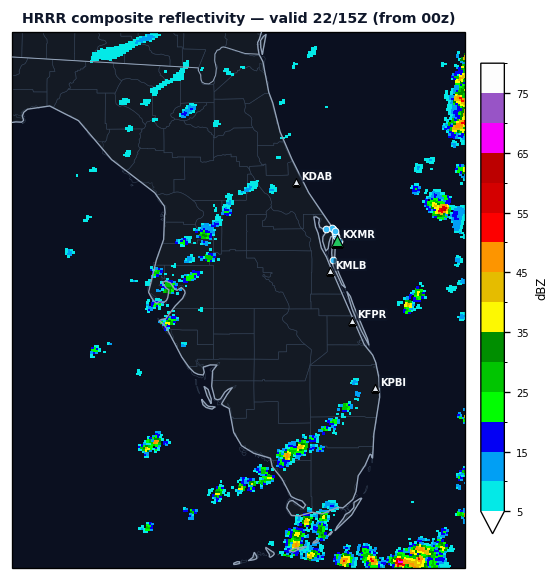 HRRR composite reflectivity — valid 22/15Z (from 00z)
KDAB
KXMR
KMLB
KFPR
KPBI
75
65
55
45
35
25
15
5
dBZ